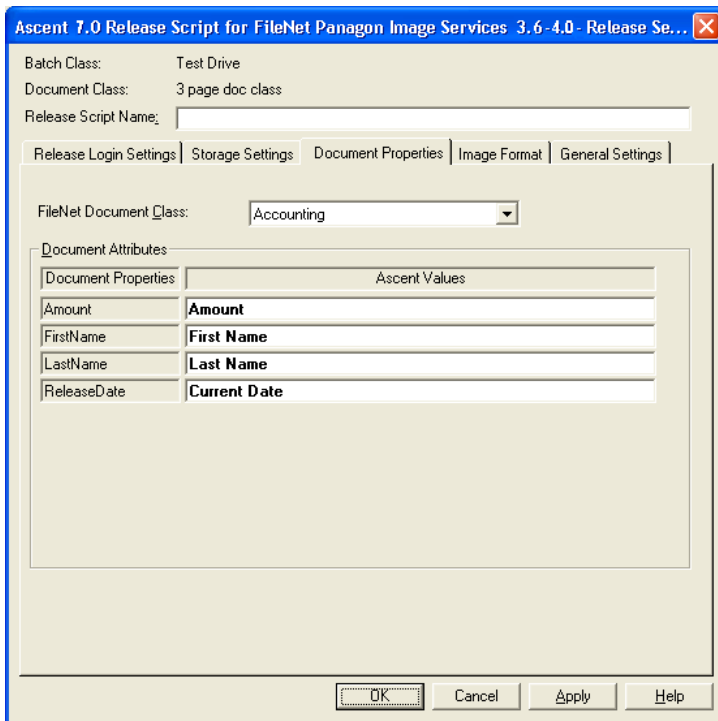 Ascent 7.0 Release Script for FileNet Panagon Image Services 3.6-4.0- Release Se...
Batch Class: Test Drive
Document Class: 3 page doc class
Release Script Name:
Release Login Settings Storage Settings Document Properties Image Format General Settings
FileNet Document Class: Accounting
Document Attributes
Document Properties Ascent Values
Amount Amount
FirstName First Name
LastName Last Name
ReleaseDate Current Date
OK Cancel Apply Help